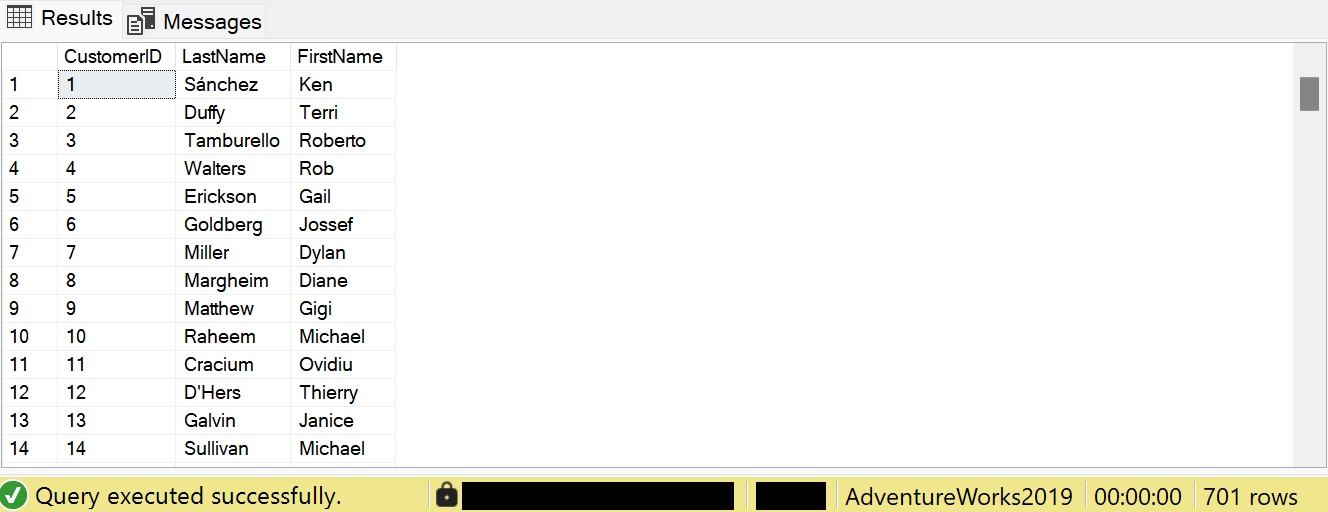 Results Messages
CustomerID LastName FirstName
1 1 Sánchez Ken
2 2 Duffy Terri
3 3 Tamburello Roberto
4 4 Walters Rob
5 5 Erickson Gail
6 6 Goldberg Jossef
7 7 Miller Dylan
8 8 Margheim Diane
9 9 Matthew Gigi
10 10 Raheem Michael
11 11 Cracium Ovidiu
12 12 D'Hers Thierry
13 13 Galvin Janice
14 14 Sullivan Michael
Query executed successfully. AdventureWorks2019 00:00:00 701 rows